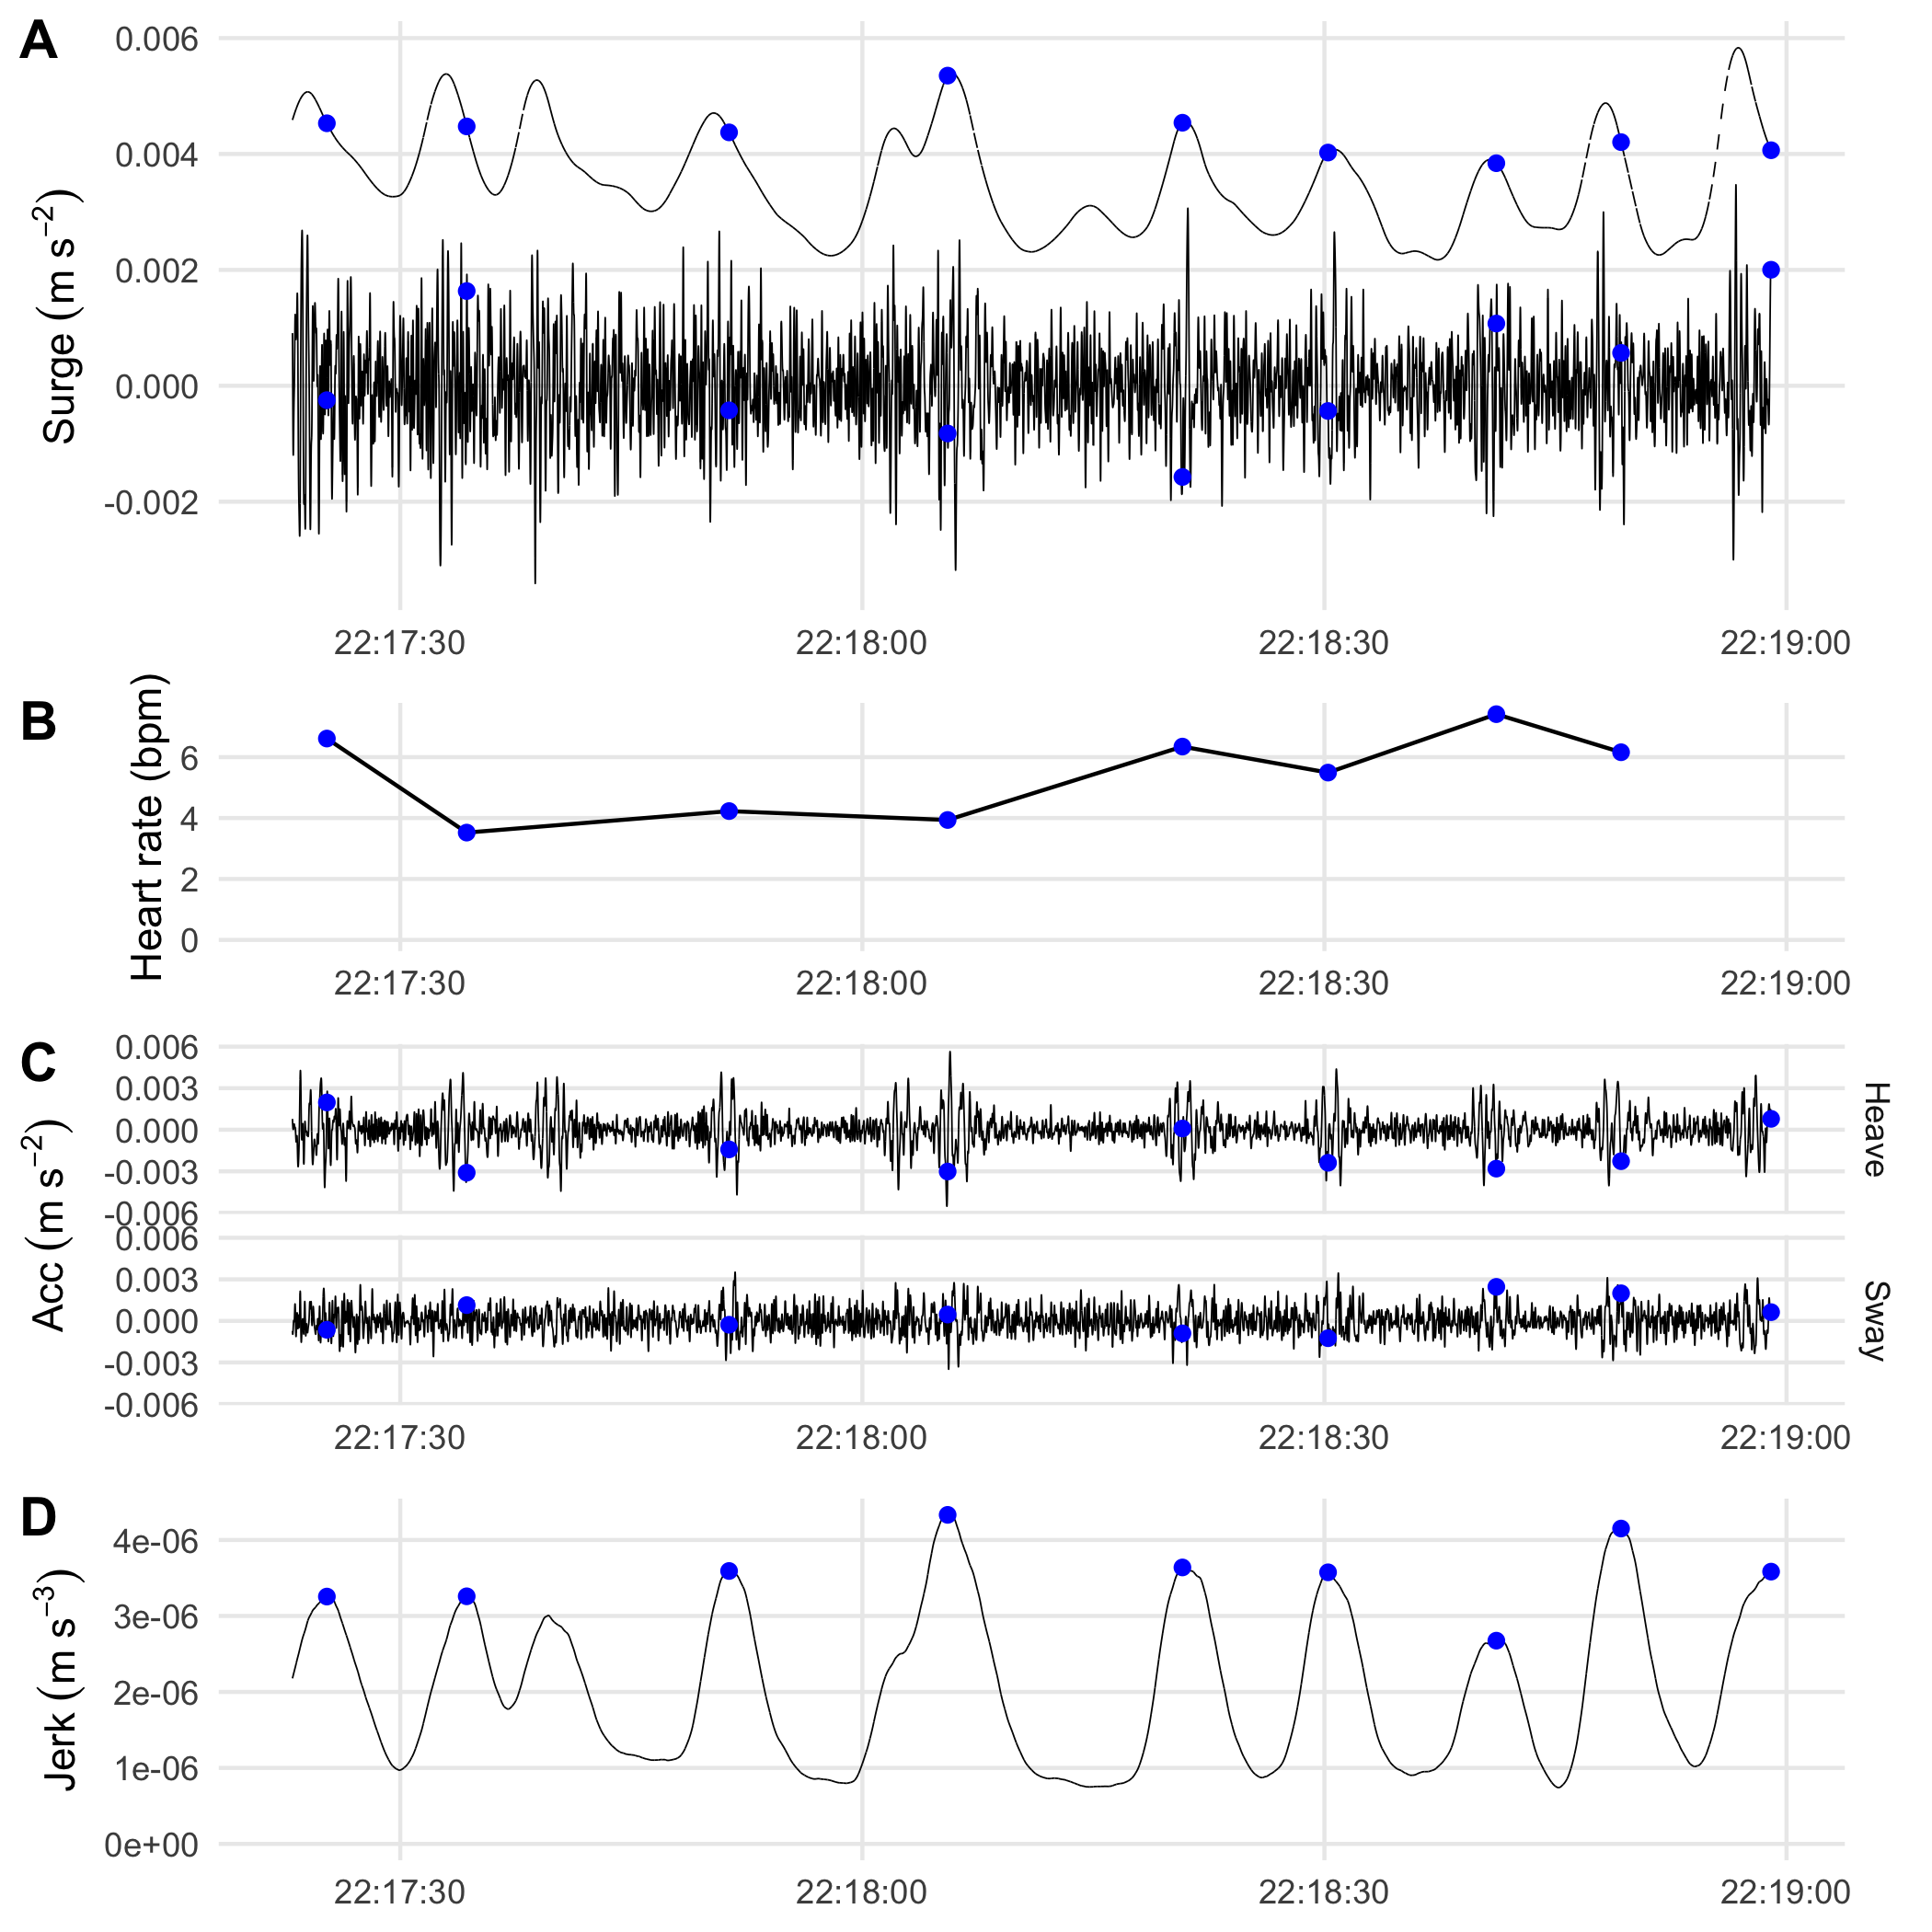 A
Surge (m s⁻²)
0.006
0.004
0.002
0.000
-0.002
22:17:30 22:18:00 22:18:30 22:19:00
B
Heart rate (bpm)
6
4
2
0
22:17:30 22:18:00 22:18:30 22:19:00
C
Acc (m s⁻²)
0.006
0.003
0.000
-0.003
-0.006
Heave
0.006
0.003
0.000
-0.003
-0.006
Sway
22:17:30 22:18:00 22:18:30 22:19:00
D
Jerk (m s⁻³)
4e-06
3e-06
2e-06
1e-06
0e+00
22:17:30 22:18:00 22:18:30 22:19:00